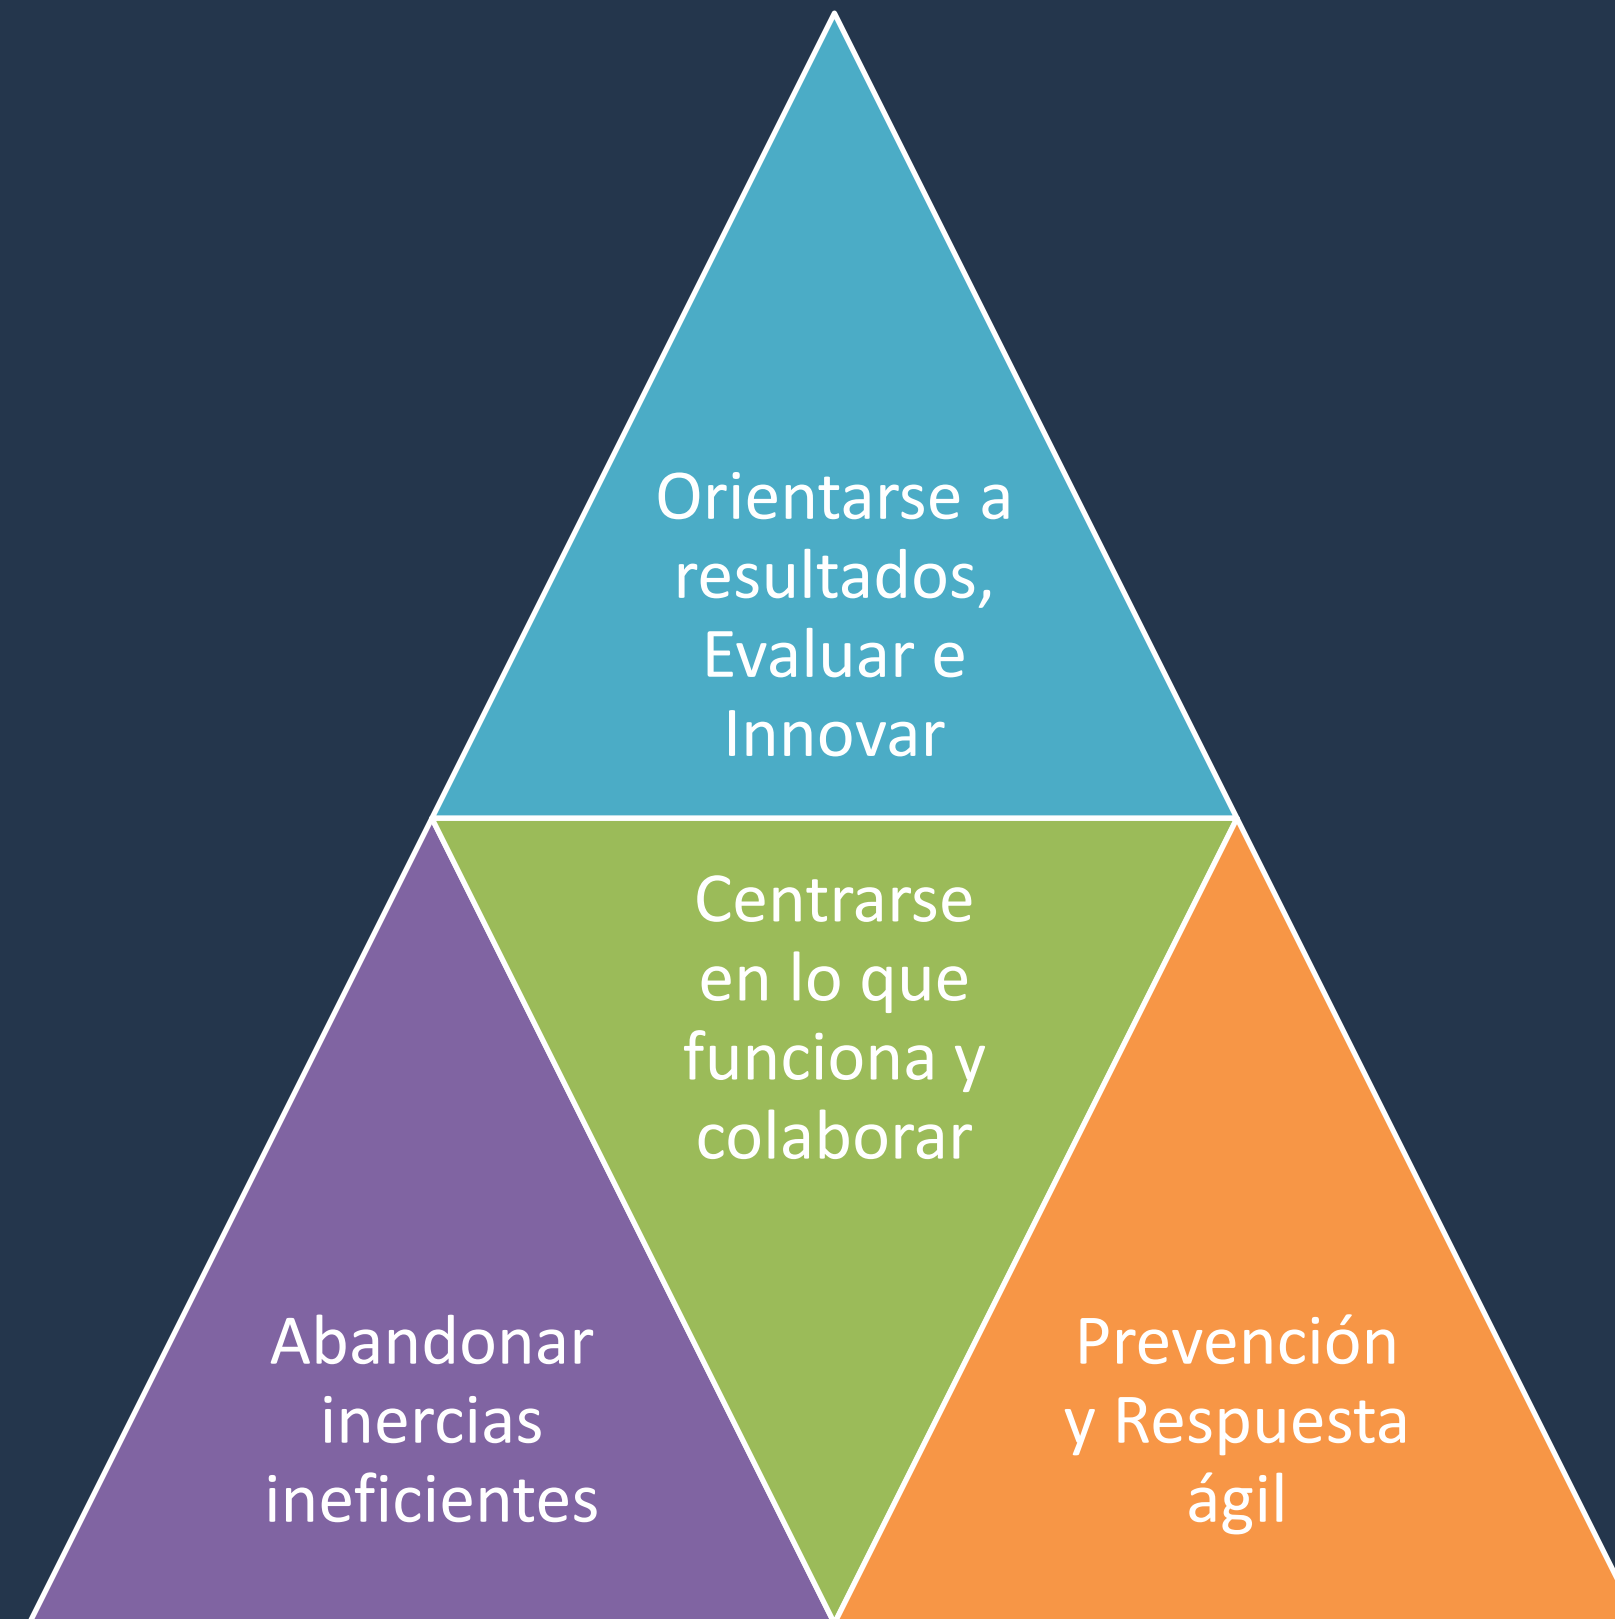 Orientarse a
resultados,
Evaluar e
Innovar
Centrarse
en lo que
funciona y
colaborar
Abandonar
inercias
ineficientes
Prevención
y Respuesta
ágil